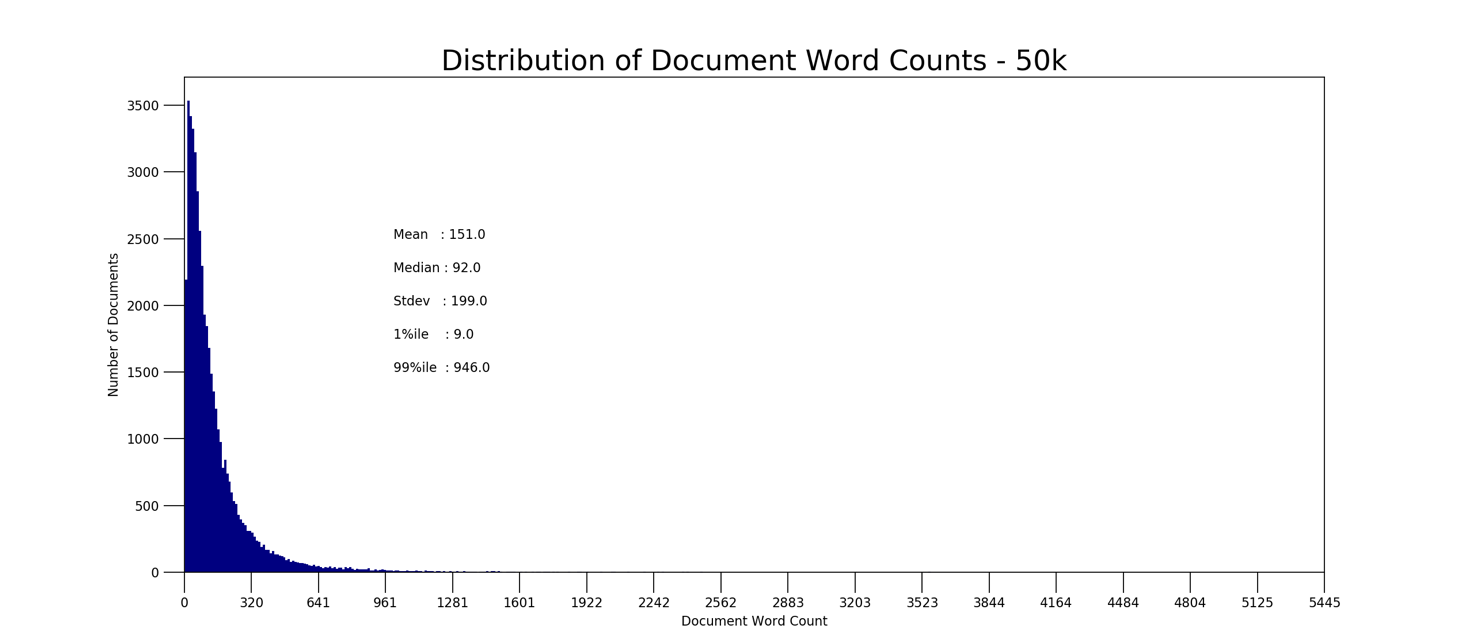 Distribution of Document Word Counts - 50k
3500
3000
2500
2000
1500
1000
500
0
Number of Documents
Mean : 151.0
Median : 92.0
Stdev : 199.0
1%ile : 9.0
99%ile : 946.0
0 320 641 961 1281 1601 1922 2242 2562 2883 3203 3523 3844 4164 4484 4804 5125 5445
Document Word Count